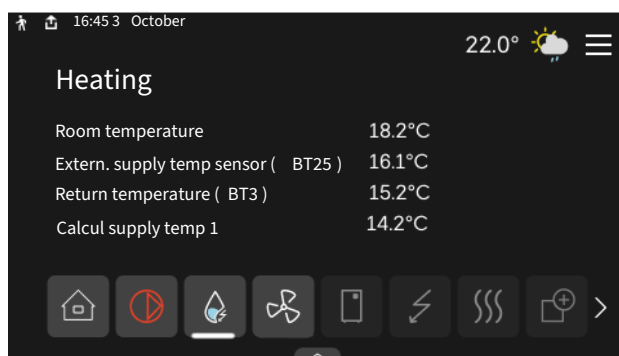 16:45 3 October
22.0°
Heating
Room temperature 18.2°C
Extern. supply temp sensor ( BT25 ) 16.1°C
Return temperature ( BT3 ) 15.2°C
Calcul supply temp 1 14.2°C